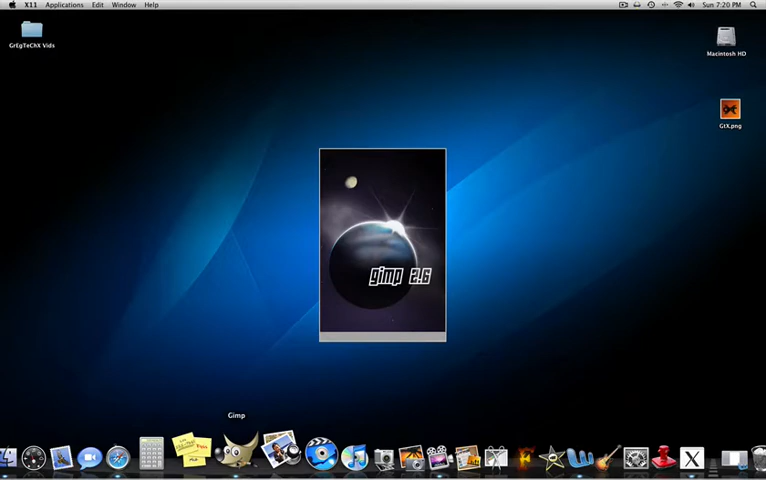 X11 Applications Edit Window Help
Sun 7:20 PM
GrEgTeChX Vids
Macintosh HD
GtX.png
gimp 2.6
Gimp